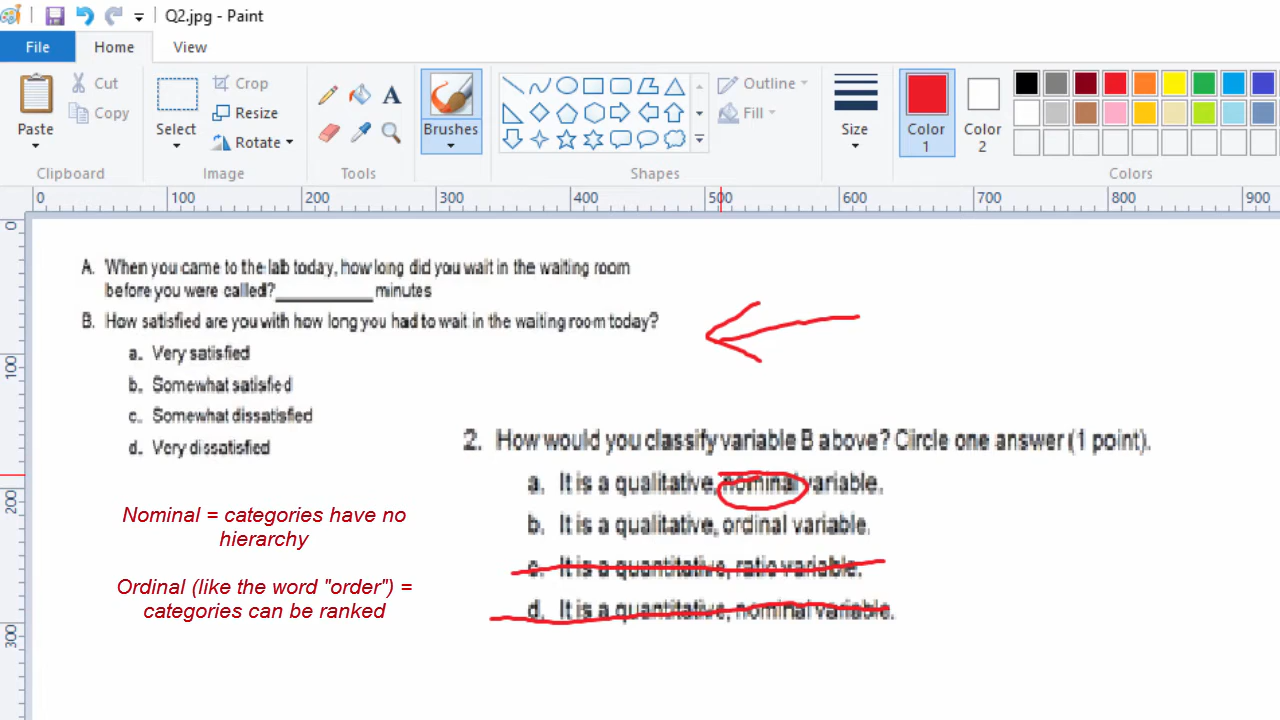 Q2.jpg - Paint
File Home View
Paste
Cut
Copy
Clipboard
Select
Crop
Resize
Rotate
Image
A
Tools
Brushes
Shapes
Outline
Fill
Size
Color 1
Color 2
Colors
0 100 200 300 400 500 600 700 800 900
0
100
200
300
A. When you came to the lab today, how long did you wait in the waiting room
before you were called?___________ minutes
B. How satisfied are you with how long you had to wait in the waiting room today?
a. Very satisfied
b. Somewhat satisfied
c. Somewhat dissatisfied
d. Very dissatisfied
2. How would you classify variable B above? Circle one answer (1 point).
a. It is a qualitative, nominal variable.
b. It is a qualitative, ordinal variable.
c. It is a quantitative, ratio variable.
d. It is a quantitative, nominal variable.
Nominal = categories have no
hierarchy
Ordinal (like the word "order") =
categories can be ranked